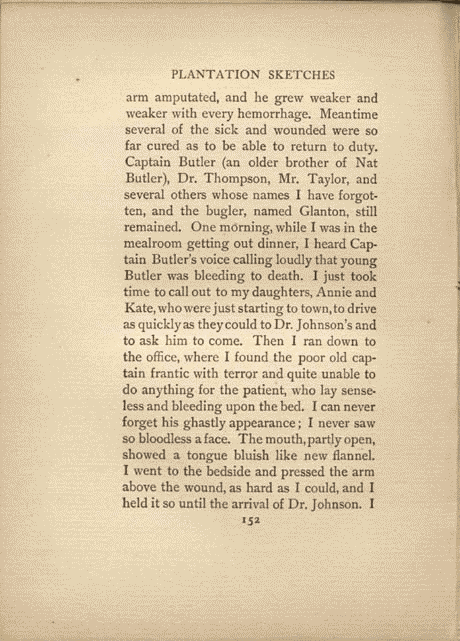 PLANTATION SKETCHES
arm amputated, and he grew weaker and
weaker with every hemorrhage. Meantime
several of the sick and wounded were so
far cured as to be able to return to duty.
Captain Butler (an older brother of Nat
Butler), Dr. Thompson, Mr. Taylor, and
several others whose names I have forgot-
ten, and the bugler, named Glanton, still
remained. One morning, while I was in the
mealroom getting out dinner, I heard Cap-
tain Butler's voice calling loudly that young
Butler was bleeding to death. I just took
time to call out to my daughters, Annie and
Kate, who were just starting to town, to drive
as quickly as they could to Dr. Johnson's and
to ask him to come. Then I ran down to
the office, where I found the poor old cap-
tain frantic with terror and quite unable to
do anything for the patient, who lay sense-
less and bleeding upon the bed. I can never
forget his ghastly appearance; I never saw
so bloodless a face. The mouth, partly open,
showed a tongue bluish like new flannel.
I went to the bedside and pressed the arm
above the wound, as hard as I could, and I
held it so until the arrival of Dr. Johnson. I
152